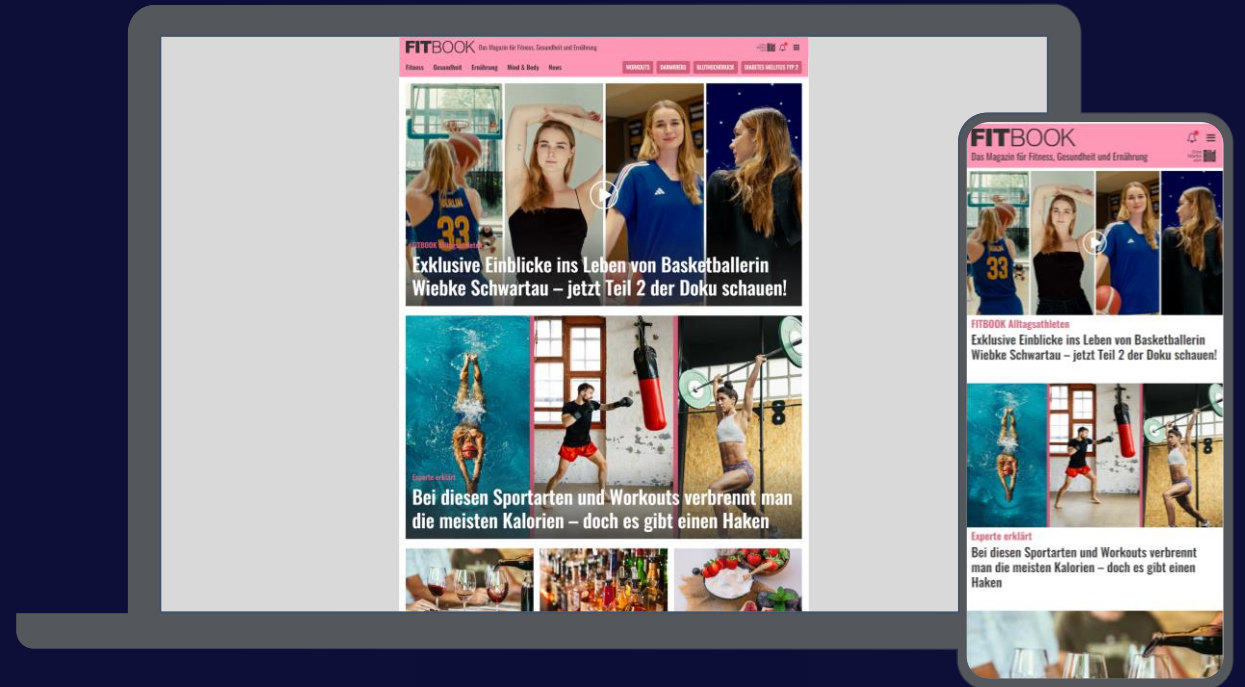 FITBOOK Das Magazin für Fitness, Gesundheit und Ernährung
Fitness Gesundheit Ernährung Mind & Body News WORKOUTS DARMKREBS BLUTHOCHDRUCK DIABETES MELLITUS TYP 2
BERLIN
33
FITBOOK Alltagsathleten
Exklusive Einblicke ins Leben von Basketballerin
Wiebke Schwartau – jetzt Teil 2 der Doku schauen!
Experte erklärt
Bei diesen Sportarten und Workouts verbrennt man
die meisten Kalorien – doch es gibt einen Haken
FITBOOK
Das Magazin für Fitness, Gesundheit und Ernährung
33
FITBOOK Alltagsathleten
Exklusive Einblicke ins Leben von Basketballerin
Wiebke Schwartau – jetzt Teil 2 der Doku schauen!
Experte erklärt
Bei diesen Sportarten und Workouts verbrennt
man die meisten Kalorien – doch es gibt einen
Haken